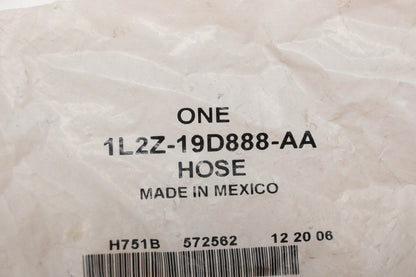 ONE
1L2Z-19D888-AA
HOSE
MADE IN MEXICO
H751B 572562 12 20 06